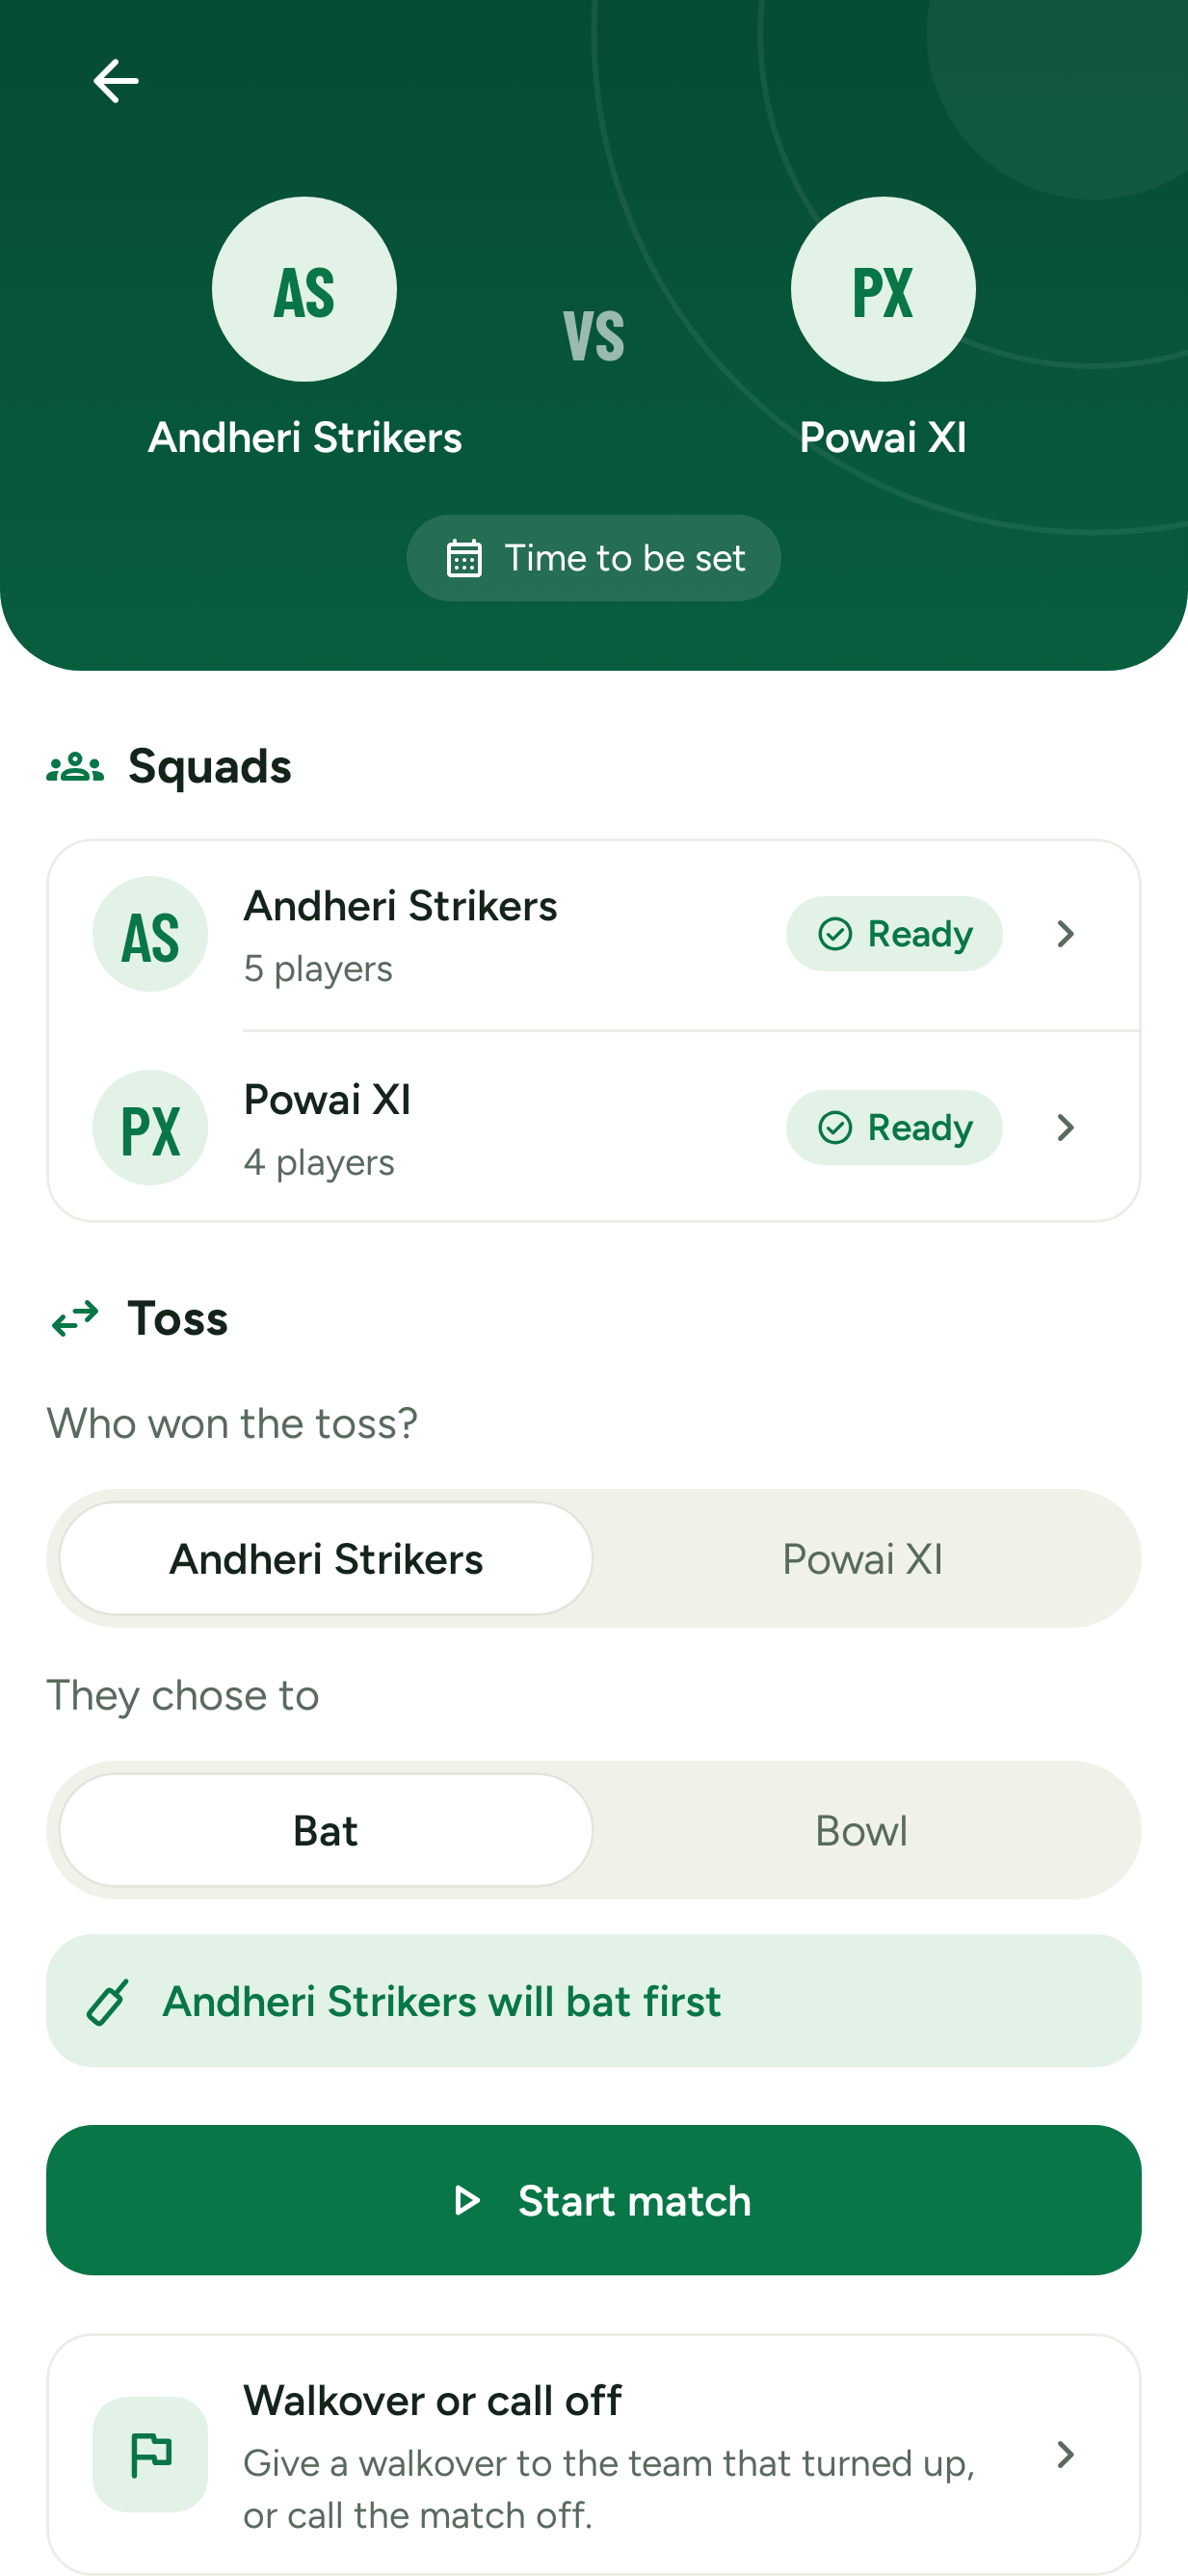 AS
VS
PX
Andheri Strikers
Powai XI
Time to be set
Squads
AS
Andheri Strikers
5 players
Ready
PX
Powai XI
4 players
Ready
Toss
Who won the toss?
Andheri Strikers
Powai XI
They chose to
Bat
Bowl
Andheri Strikers will bat first
Start match
Walkover or call off
Give a walkover to the team that turned up,
or call the match off.